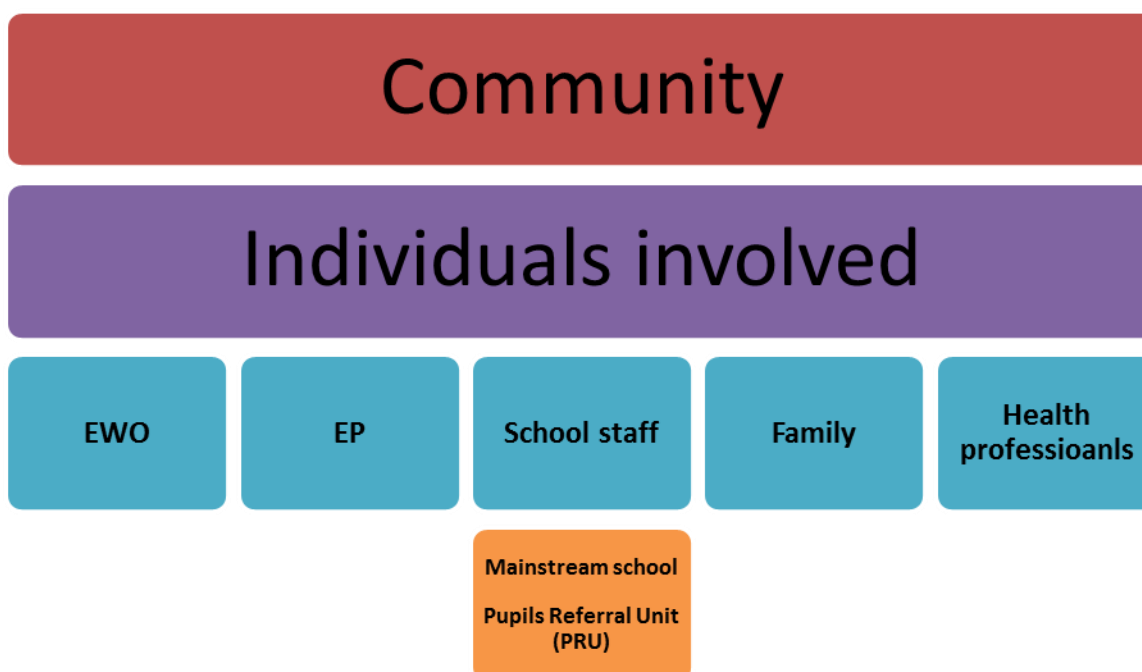 Community
Individuals involved
EWO
EP
School staff
Family
Health
professioanls
Mainstream school
Pupils Referral Unit
(PRU)